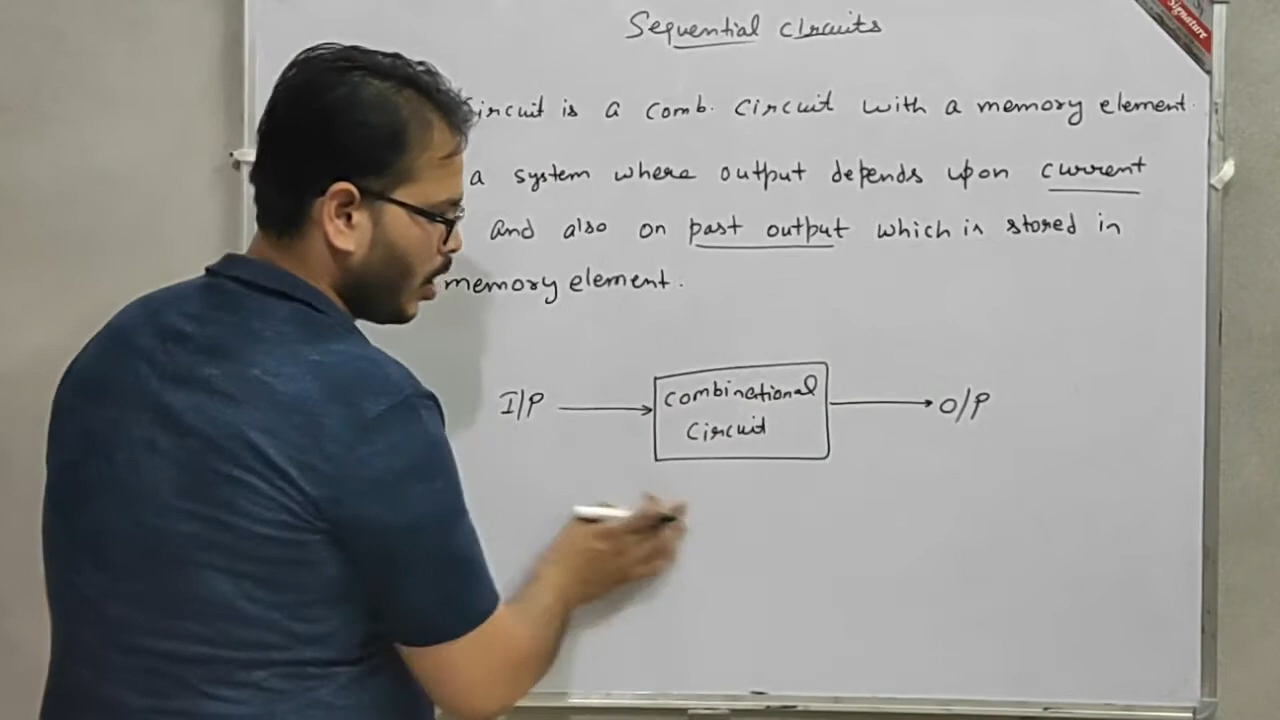 Sequential circuits
Circuit is a comb. circuit with a memory element.
a system where output depends upon current
and also on past output which is stored in
memory element.
I/P
Combinational
Circuit
O/P
Signature